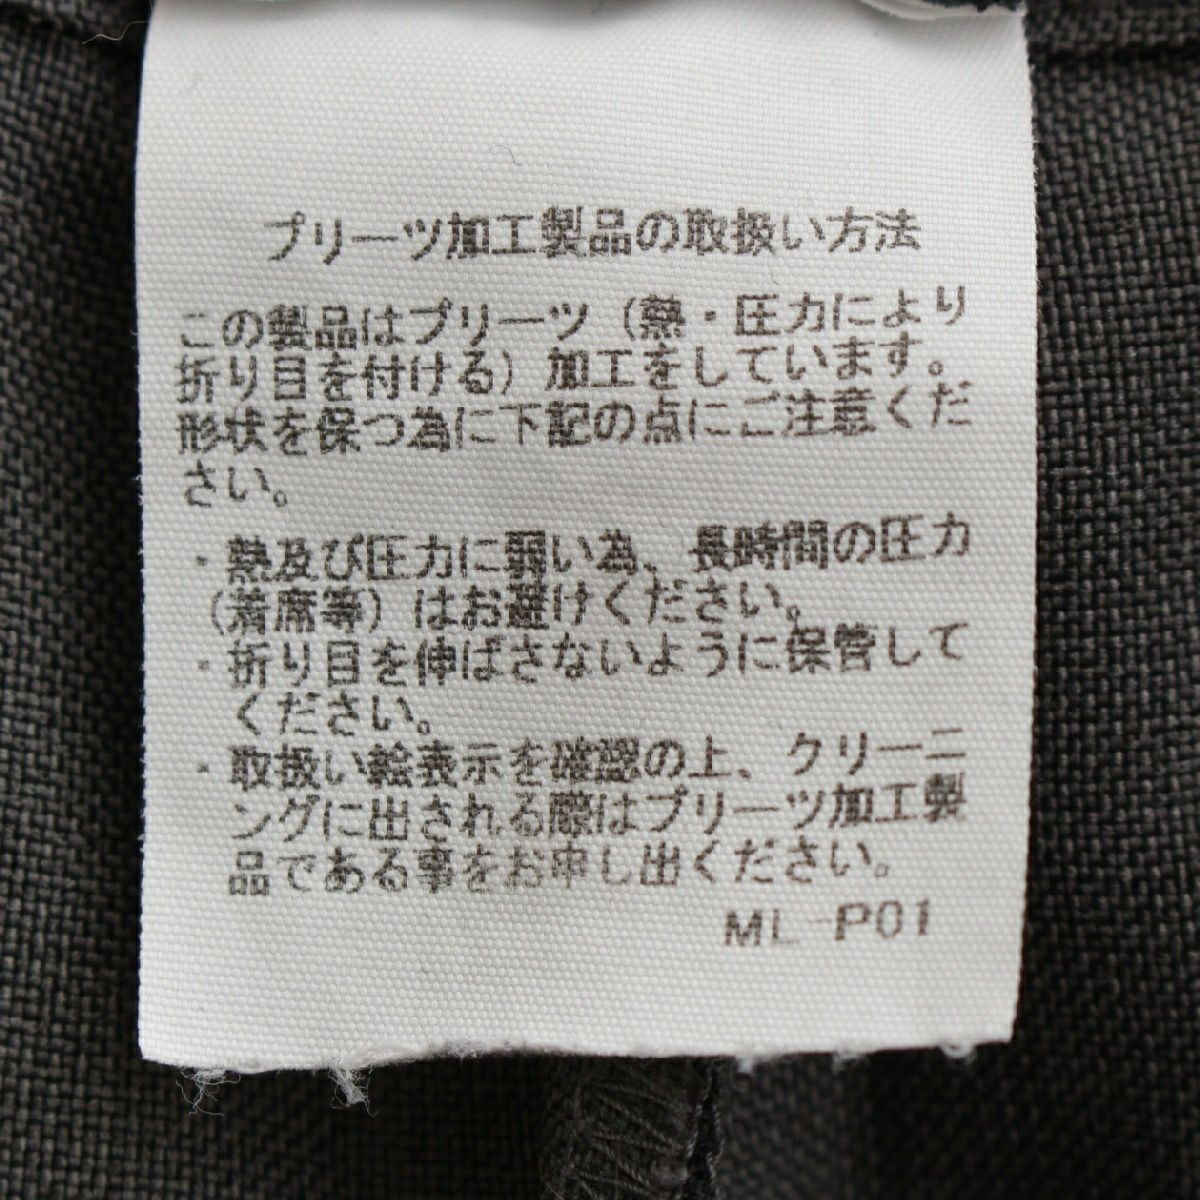 プリーツ加工製品の取扱い方法
この製品はプリーツ（熱・圧力により
折り目を付ける）加工をしています。
形状を保つ為に下記の点にご注意くだ
さい。
・熱及び圧力に弱い為、長時間の圧力
（着席等）はお避けください。
・折り目を伸ばさないように保管して
ください。
・取扱い絵表示を確認の上、クリーニ
ングに出される際はプリーツ加工製
品である事をお申し出ください。
ML-P01